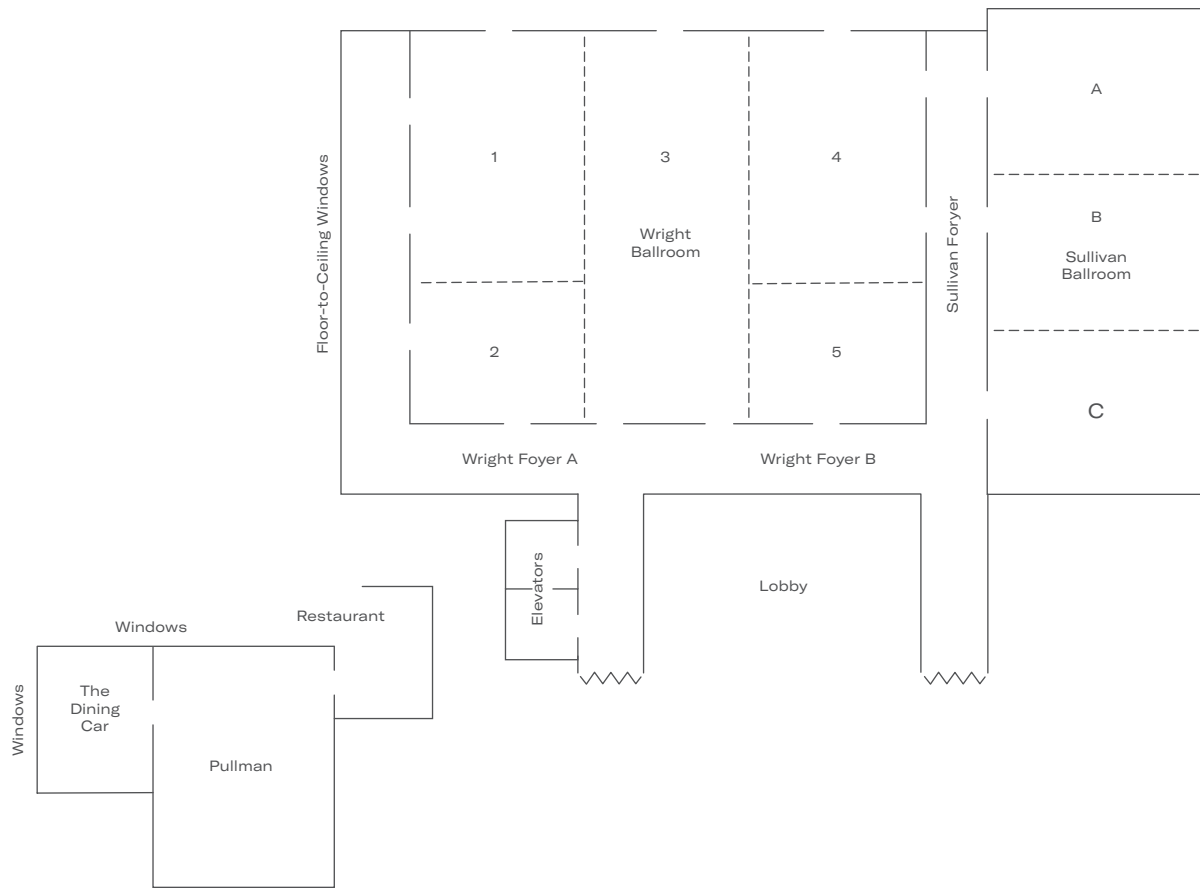 A
1
3
4
Floor-to-Ceiling Windows
Sullivan Foryer
B
Wright
Ballroom
Sullivan
Ballroom
2
5
C
Wright Foyer A
Wright Foyer B
Elevators
Lobby
Restaurant
Windows
Windows
The
Dining
Car
Pullman